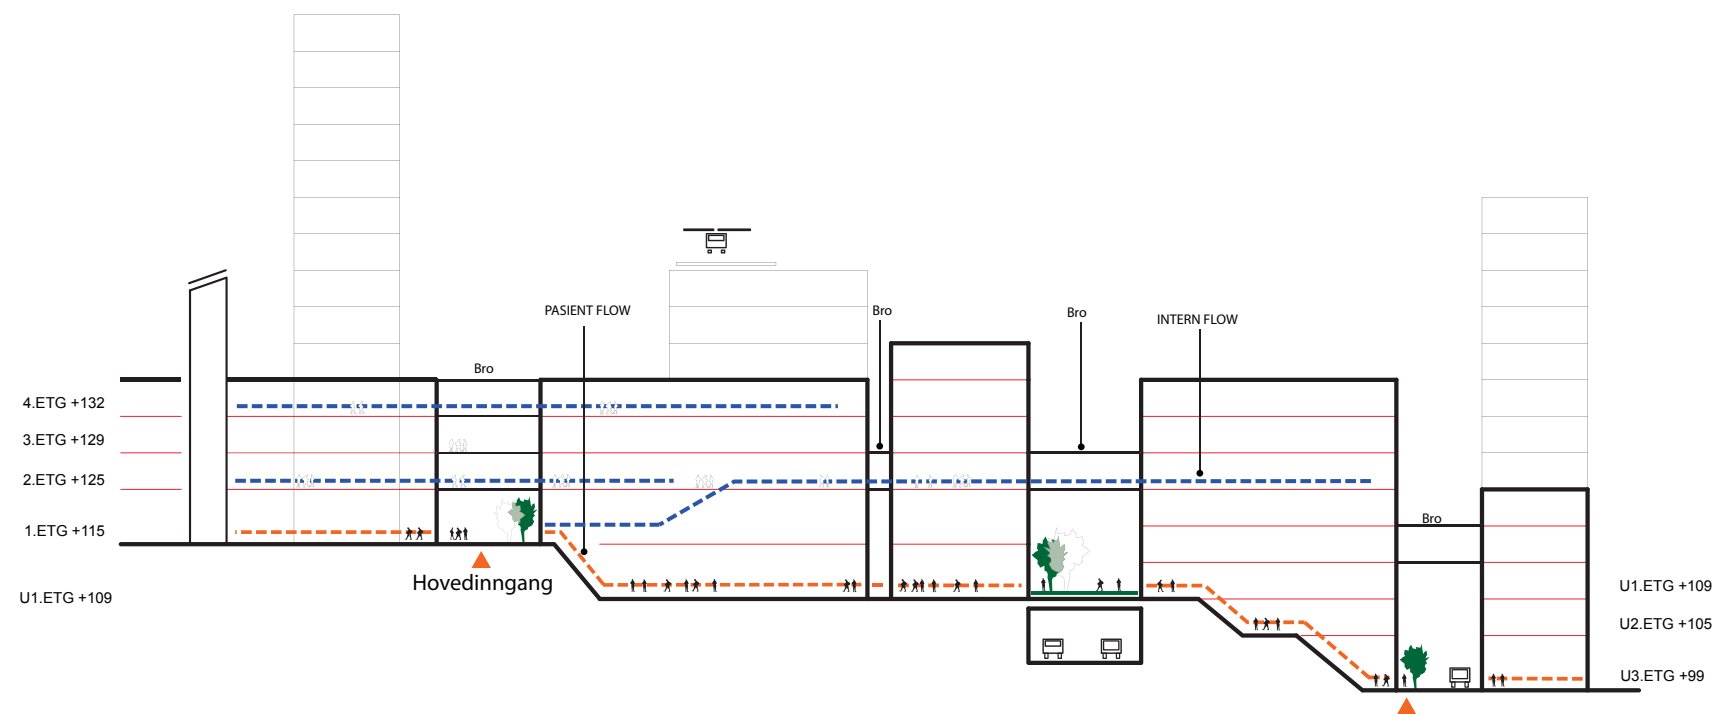 PASIENT FLOW
Bro
Bro
INTERN FLOW
Bro
4.ETG +132
3.ETG +129
2.ETG +125
1.ETG +115
Bro
Hovedinngang
U1.ETG +109
U1.ETG +109
U2.ETG +105
U3.ETG +99